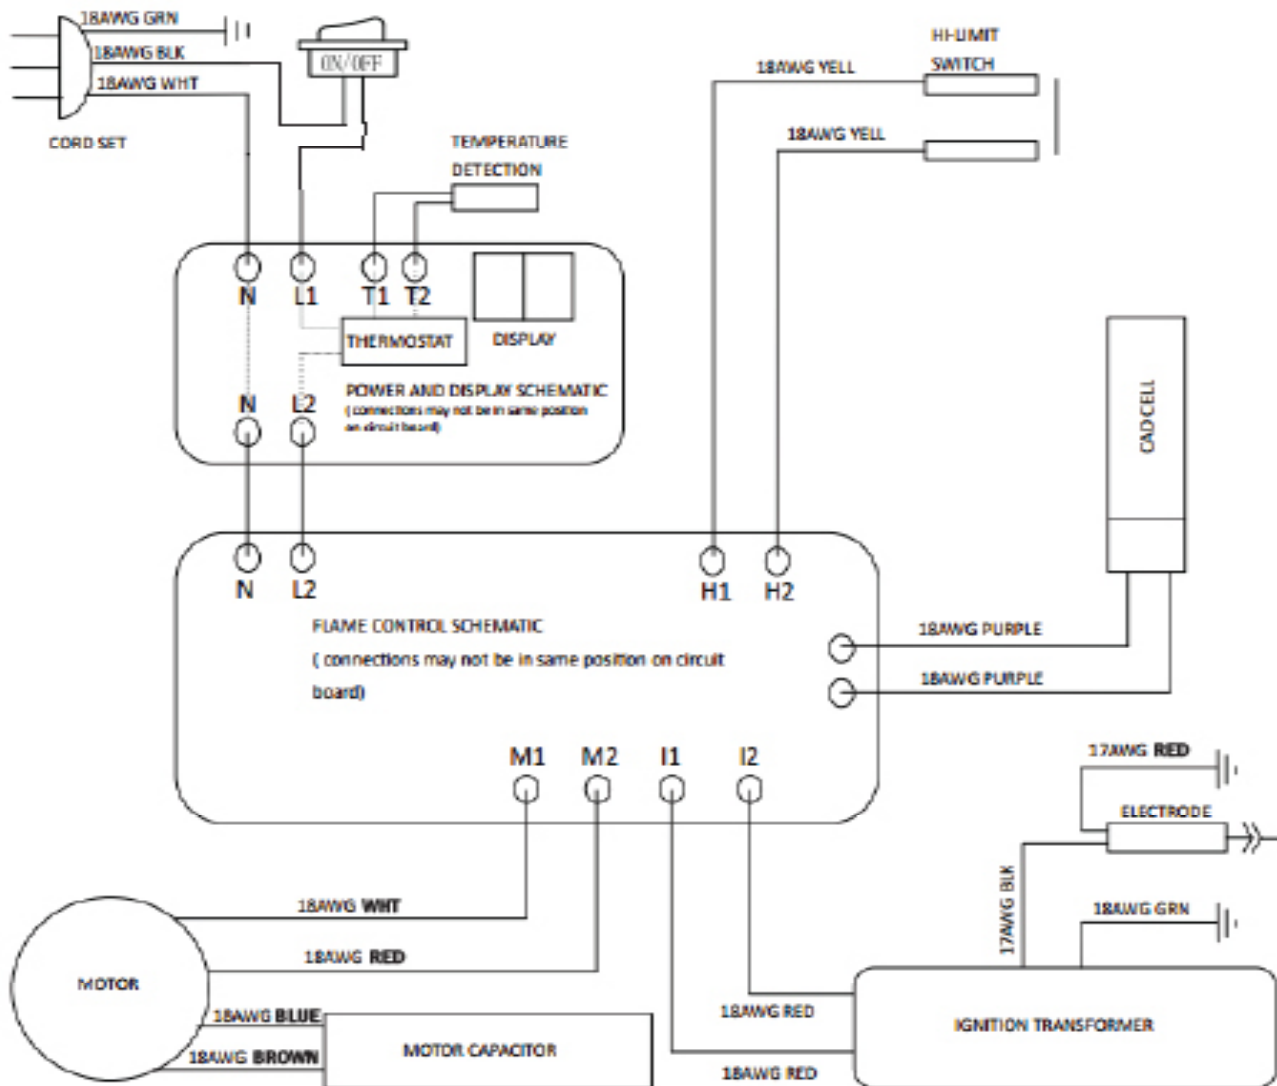 18AWG GRN
18AWG BLK
18AWG WHT
CORD SET
ON/OFF
HI-LIMIT
SWITCH
18AWG YELL
18AWG YELL
TEMPERATURE
DETECTION
N
L1
T1
T2
THERMOSTAT
DISPLAY
POWER AND DISPLAY SCHEMATIC
( connections may not be in same position
on circuit board)
N
L2
CAD CELL
N
L2
H1
H2
FLAME CONTROL SCHEMATIC
( connections may not be in same position on circuit
board)
18AWG PURPLE
18AWG PURPLE
M1
M2
I1
I2
17AWG RED
ELECTRODE
17AWG BLK
18AWG GRN
18AWG WHT
18AWG RED
MOTOR
18AWG BLUE
18AWG BROWN
MOTOR CAPACITOR
18AWG RED
18AWG RED
IGNITION TRANSFORMER